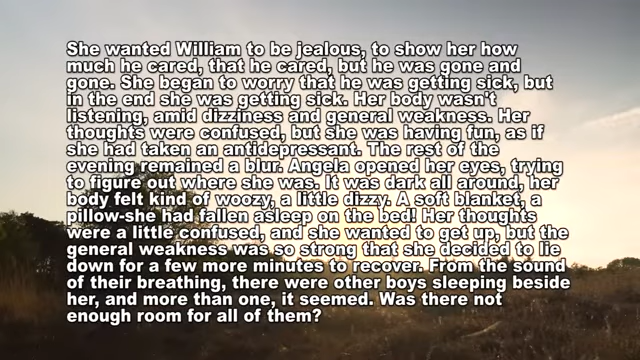 She wanted William to be jealous, to show her how
much he cared, that he cared, but he was gone and
gone. She began to worry that he was getting sick, but
in the end she was getting sick. Her body wasn't
listening, amid dizziness and general weakness. Her
thoughts were confused, but she was having fun, as if
she had taken an antidepressant. The rest of the
evening remained a blur. Angela opened her eyes, trying
to figure out where she was. It was dark all around, her
body felt kind of woozy, a little dizzy. A soft blanket, a
pillow-she had fallen asleep on the bed! Her thoughts
were a little confused, and she wanted to get up, but the
general weakness was so strong that she decided to lie
down for a few more minutes to recover. From the sound
of their breathing, there were other boys sleeping beside
her, and more than one, it seemed. Was there not
enough room for all of them?